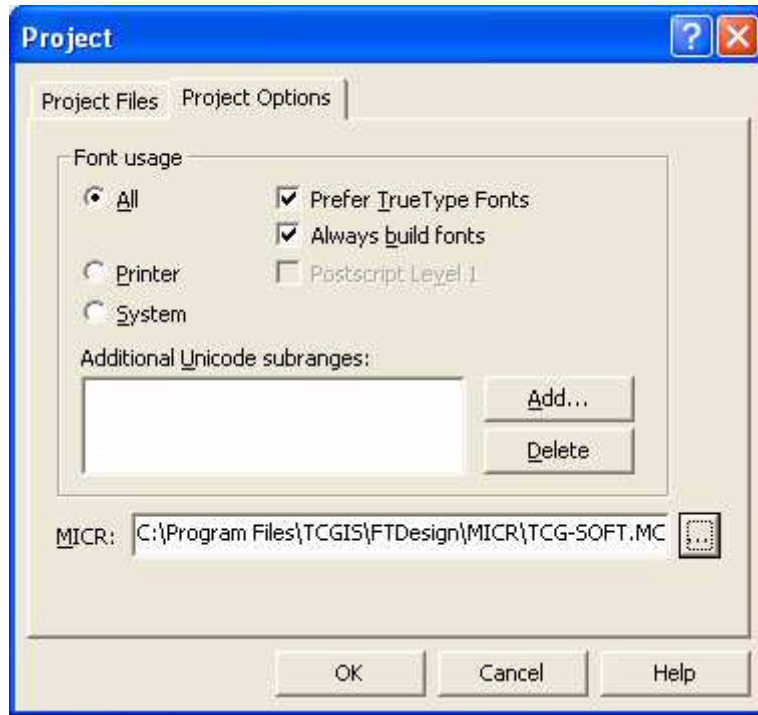 Project
Project Files Project Options
Font usage
All Prefer TrueType Fonts
Always build fonts
Printer Postscript Level 1
System
Additional Unicode subranges:
Add...
Delete
MICR: C:\Program Files\TCGIS\FTDesign\MICR\TCG-SOFT.MC ...
OK Cancel Help